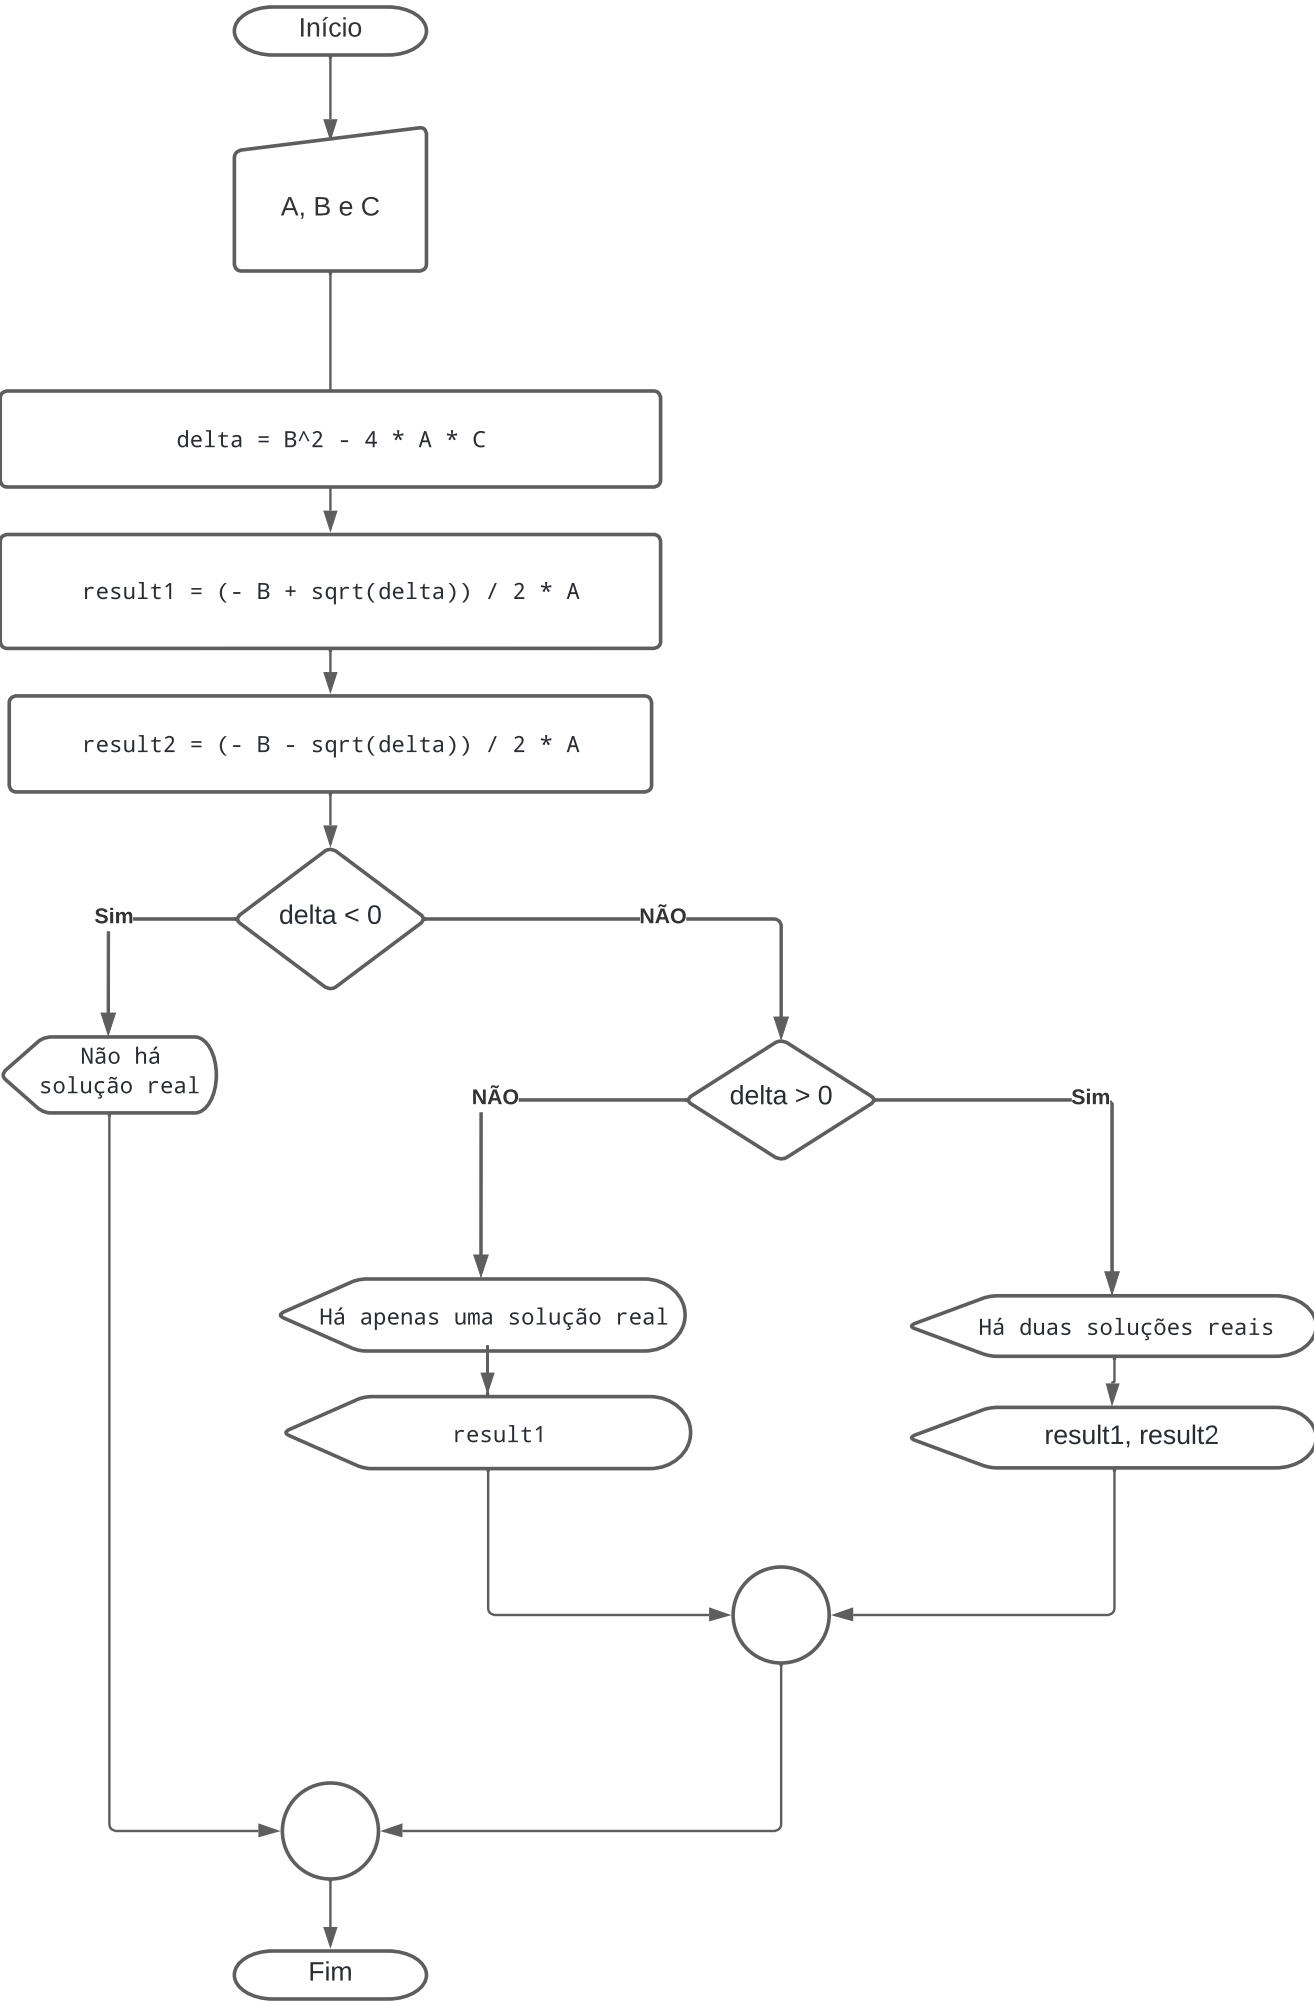 Início
A, B e C
delta = B^2 - 4 * A * C
result1 = (- B + sqrt(delta)) / 2 * A
result2 = (- B - sqrt(delta)) / 2 * A
delta < 0
Sim
NÃO
Não há
solução real
delta > 0
NÃO
Sim
Há apenas uma solução real
Há duas soluções reais
result1
result1, result2
Fim